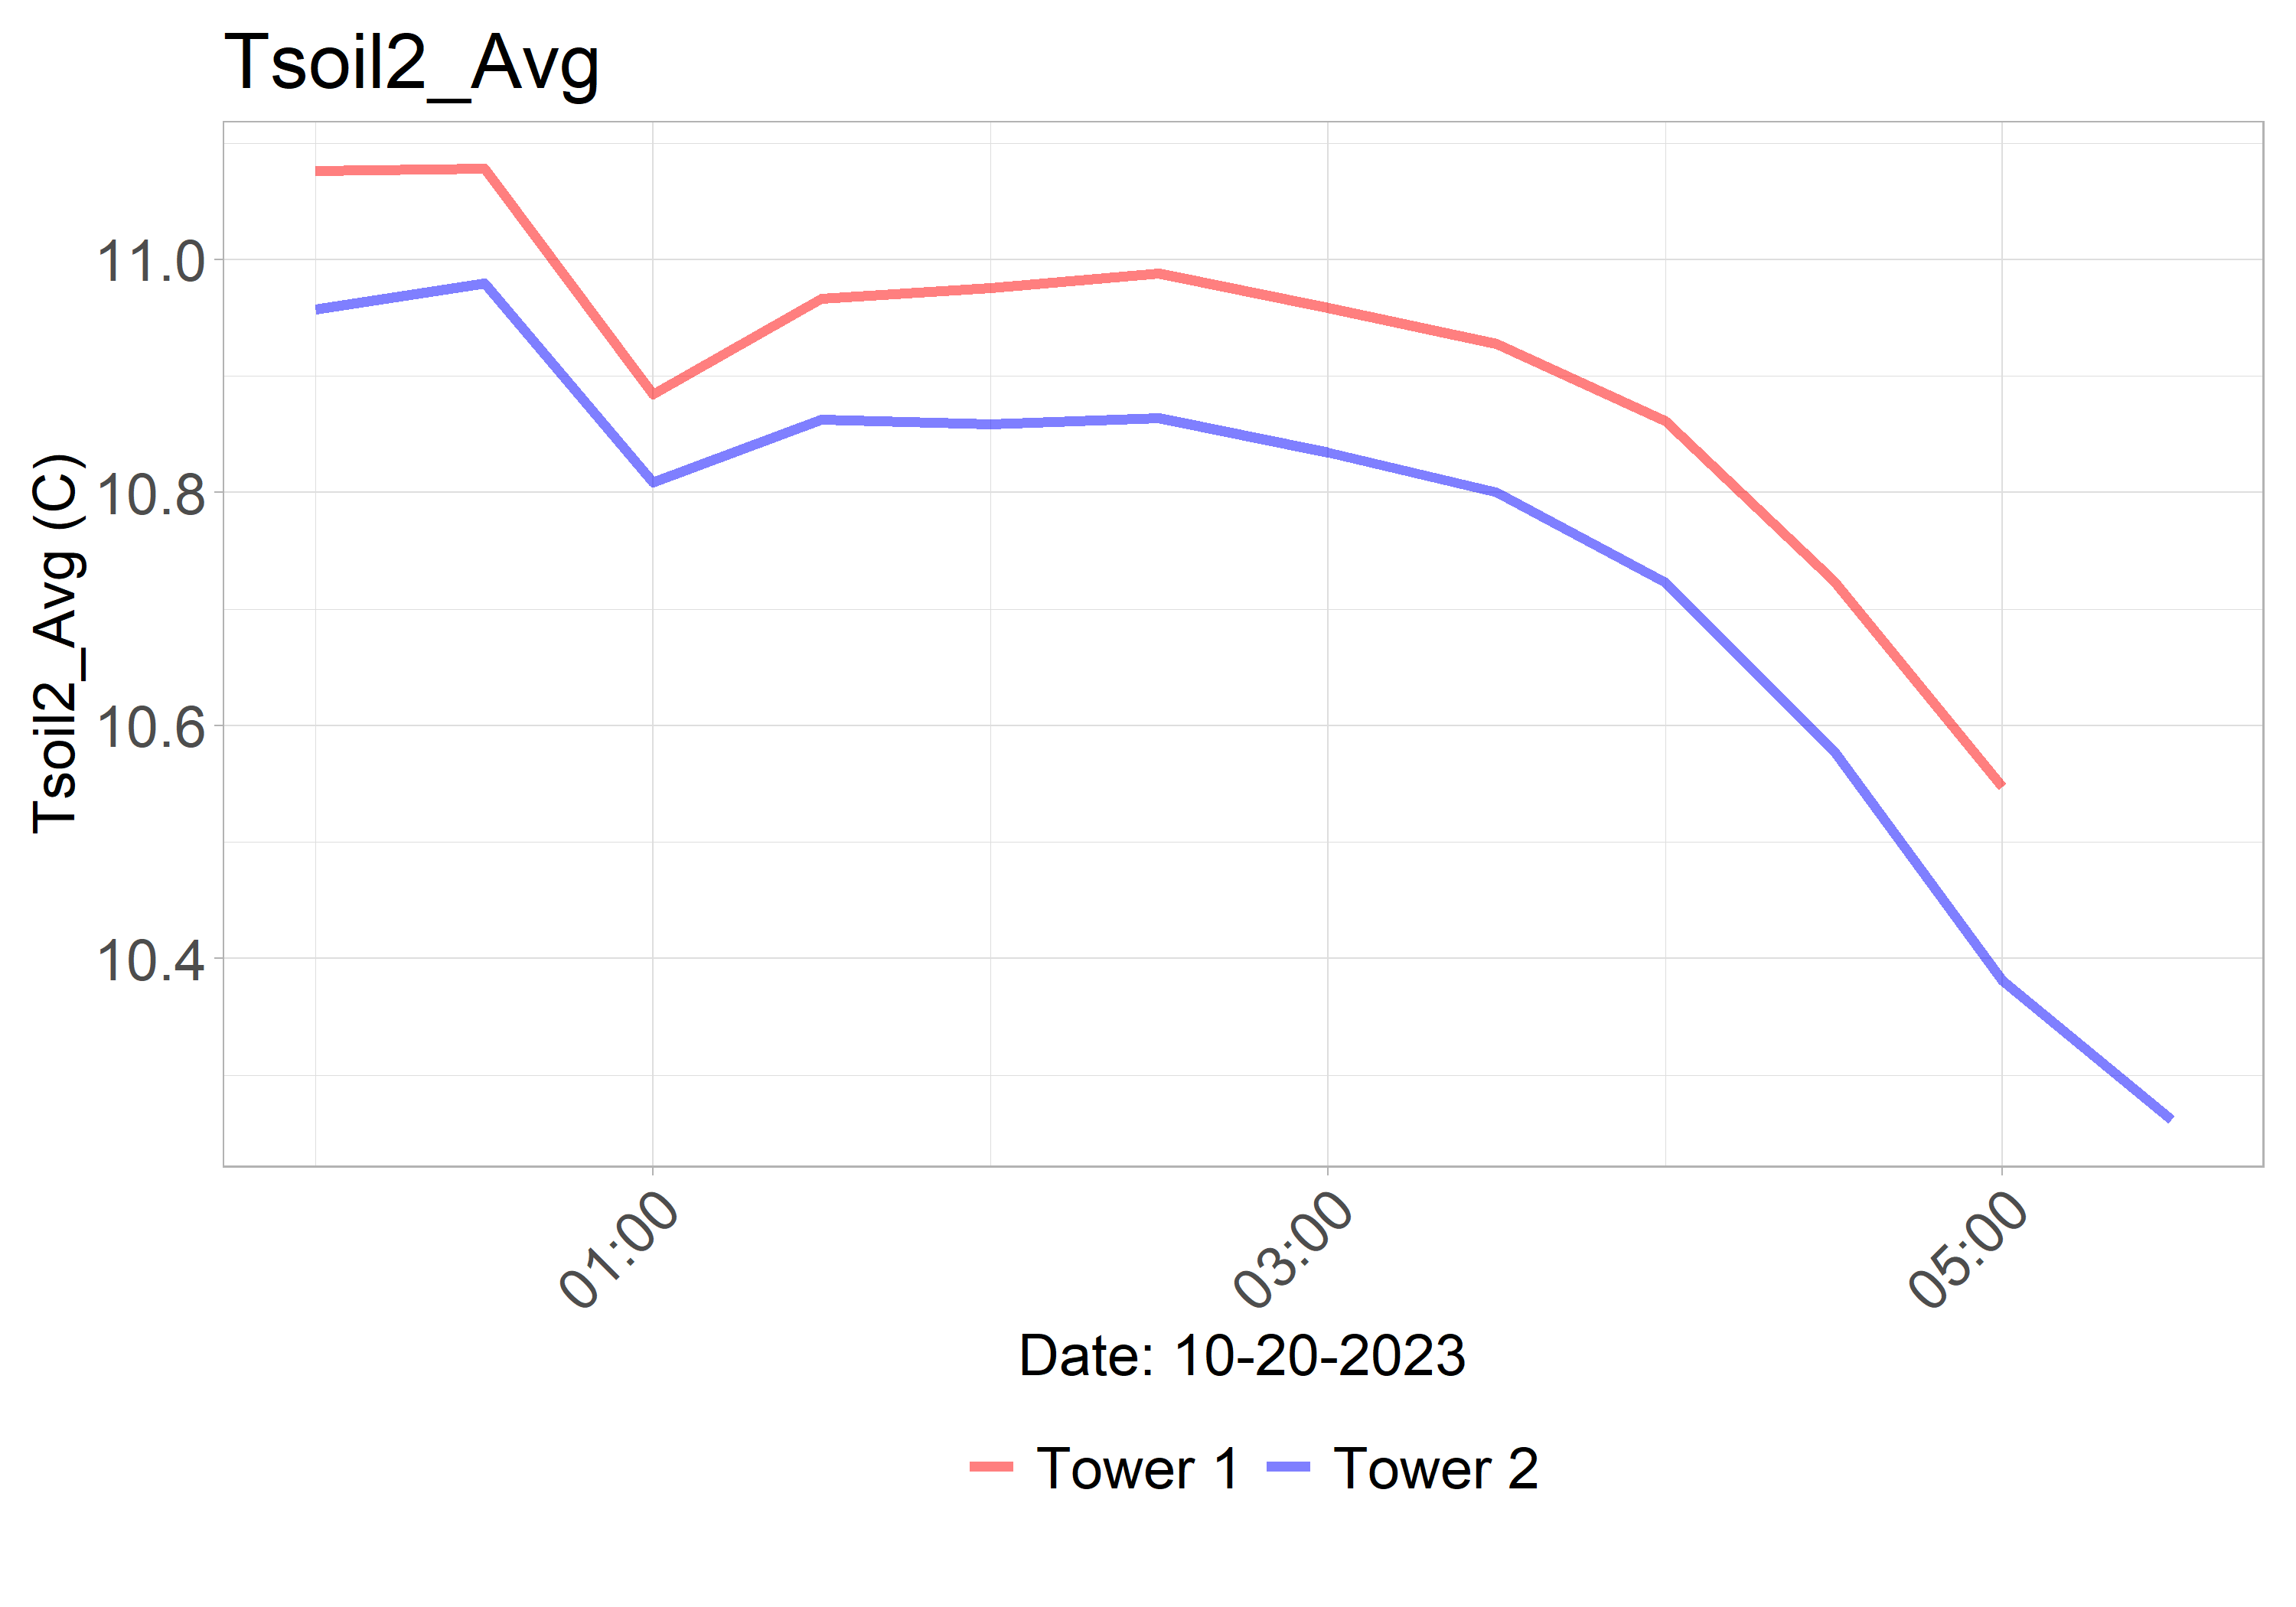 Tsoil2_Avg
Tsoil2_Avg (C)
11.0
10.8
10.6
10.4
01:00
03:00
05:00
Date: 10-20-2023
Tower 1
Tower 2